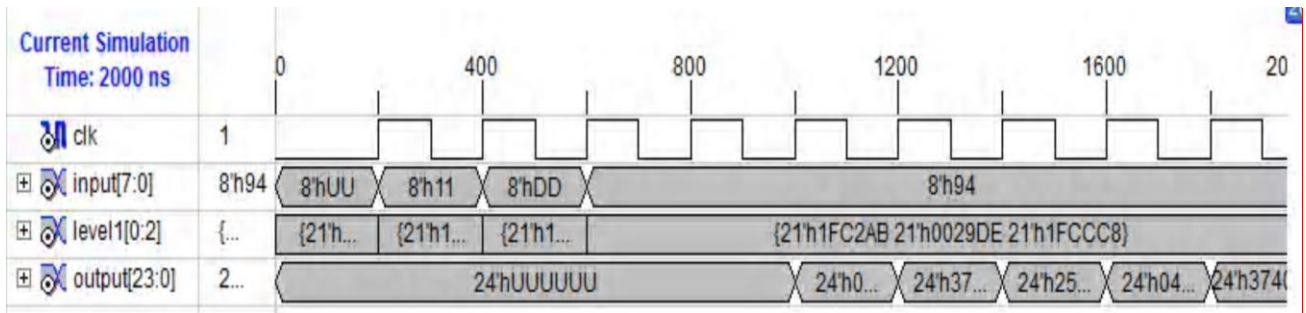 Current Simulation
Time: 2000 ns
0 400 800 1200 1600 20
clk 1
input[7:0] 8'h94 8'hUU 8'h11 8'hDD 8'h94
level1[0:2] {... {21'h... {21'h1... {21'h1... {21'h1FC2AB 21'h0029DE 21'h1FCCC8}
output[23:0] 2... 24'hUUUUUU 24'h0... 24'h37... 24'h25... 24'h04... 24'h374